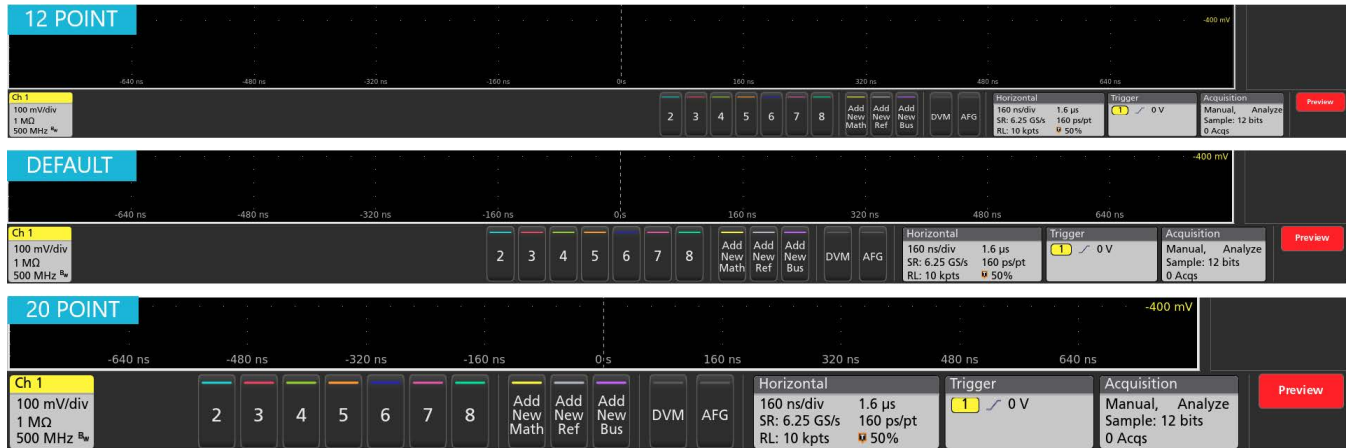 12 POINT
-400 mV
-640 ns -480 ns -320 ns -160 ns 0 s 160 ns 320 ns 480 ns 640 ns
Ch 1
100 mV/div
1 MΩ
500 MHz Bw
2 3 4 5 6 7 8
Add New Math
Add New Ref
Add New Bus
DVM
AFG
Horizontal
160 ns/div 1.6 µs
SR: 6.25 GS/s 160 ps/pt
RL: 10 kpts 50%
Trigger
1 0 V
Acquisition
Manual, Analyze
Sample: 12 bits
0 Acqs
Preview
DEFAULT
-400 mV
-640 ns -480 ns -320 ns -160 ns 0 s 160 ns 320 ns 480 ns 640 ns
Ch 1
100 mV/div
1 MΩ
500 MHz Bw
2 3 4 5 6 7 8
Add New Math
Add New Ref
Add New Bus
DVM
AFG
Horizontal
160 ns/div 1.6 µs
SR: 6.25 GS/s 160 ps/pt
RL: 10 kpts 50%
Trigger
1 0 V
Acquisition
Manual, Analyze
Sample: 12 bits
0 Acqs
Preview
20 POINT
-400 mV
-640 ns -480 ns -320 ns -160 ns 0 s 160 ns 320 ns 480 ns 640 ns
Ch 1
100 mV/div
1 MΩ
500 MHz Bw
2 3 4 5 6 7 8
Add New Math
Add New Ref
Add New Bus
DVM
AFG
Horizontal
160 ns/div 1.6 µs
SR: 6.25 GS/s 160 ps/pt
RL: 10 kpts 50%
Trigger
1 0 V
Acquisition
Manual, Analyze
Sample: 12 bits
0 Acqs
Preview